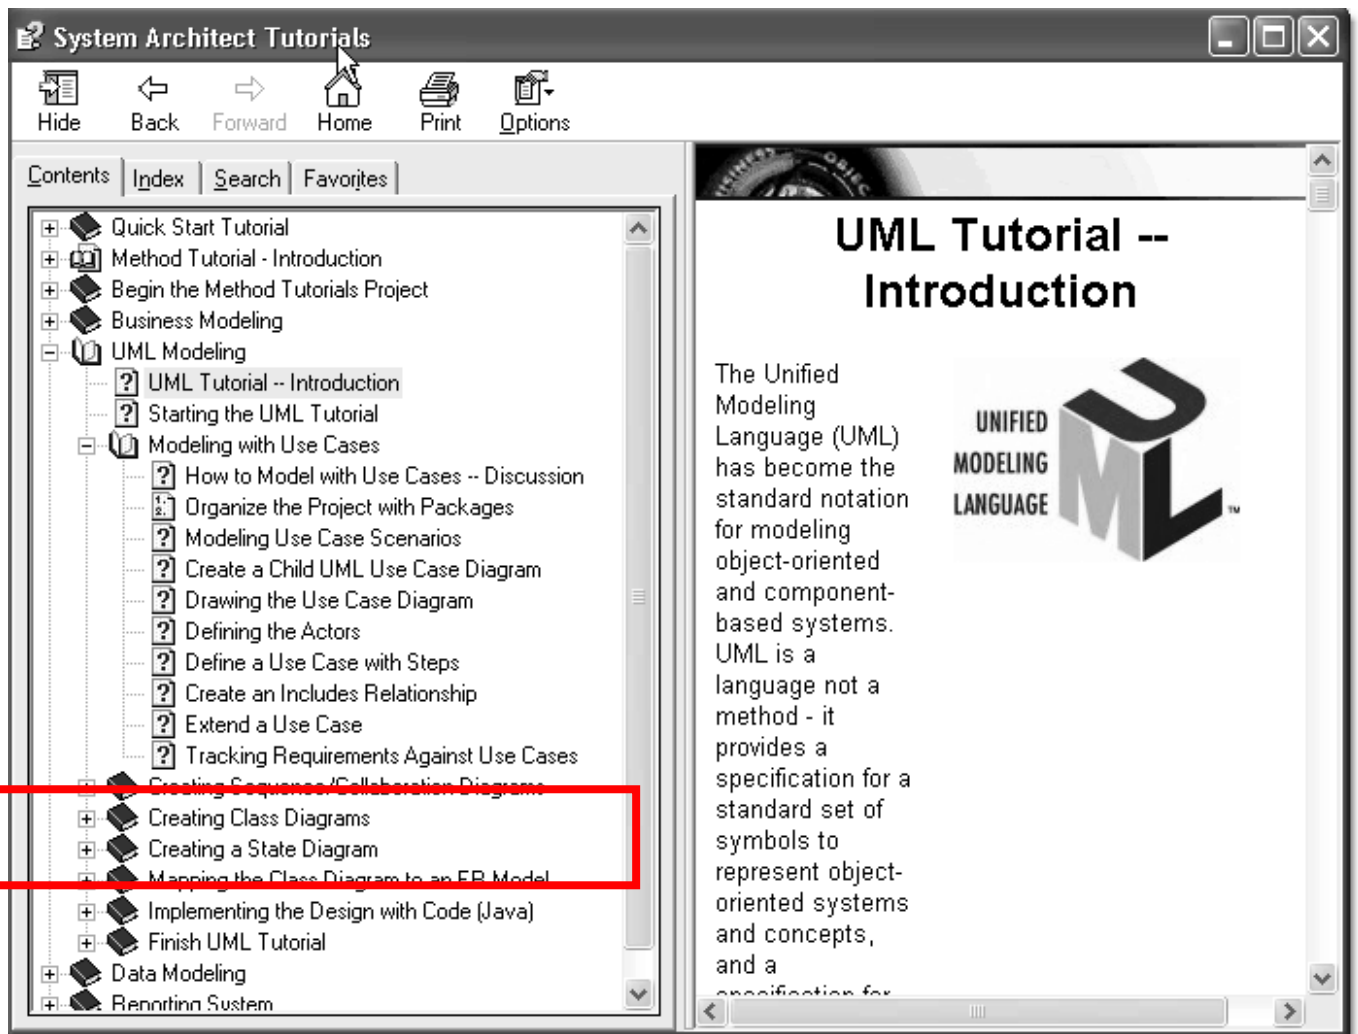 System Architect Tutorials
Hide Back Forward Home Print Options
Contents Index Search Favorites
Quick Start Tutorial
Method Tutorial - Introduction
Begin the Method Tutorials Project
Business Modeling
UML Modeling
UML Tutorial -- Introduction
Starting the UML Tutorial
Modeling with Use Cases
How to Model with Use Cases -- Discussion
Organize the Project with Packages
Modeling Use Case Scenarios
Create a Child UML Use Case Diagram
Drawing the Use Case Diagram
Defining the Actors
Define a Use Case with Steps
Create an Includes Relationship
Extend a Use Case
Tracking Requirements Against Use Cases
Creating Sequence/Collaboration Diagrams
Creating Class Diagrams
Creating a State Diagram
Mapping the Class Diagram to an ER Model
Implementing the Design with Code (Java)
Finish UML Tutorial
Data Modeling
Reporting System
OBJEC
UML Tutorial --
Introduction
The Unified
Modeling
Language (UML)
has become the
standard notation
for modeling
object-oriented
and component-
based systems.
UML is a
language not a
method - it
provides a
specification for a
standard set of
symbols to
represent object-
oriented systems
and concepts,
and a
specification for
UNIFIED
MODELING
LANGUAGE
UML™